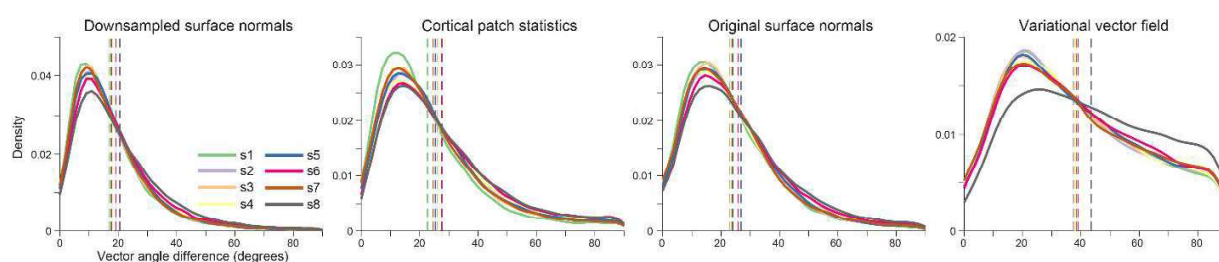 Downsampled surface normals
Cortical patch statistics
Original surface normals
Variational vector field
Density
0.04
0.02
0
s1
s2
s3
s4
s5
s6
s7
s8
0 20 40 60 80
Vector angle difference (degrees)
0.03
0.02
0.01
0
0 20 40 60 80
0.03
0.02
0.01
0
0 20 40 60 80
0.02
0.01
0
0 20 40 60 80